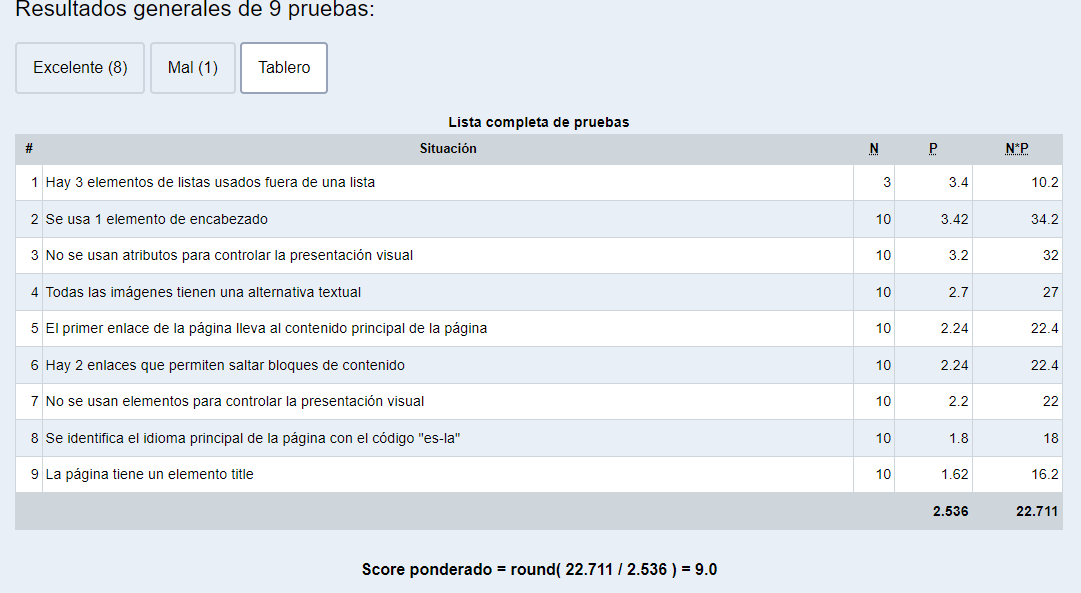 Resultados generales de 9 pruebas:
Excelente (8) Mal (1) Tablero
Lista completa de pruebas
# Situación N P N*P
1 Hay 3 elementos de listas usados fuera de una lista 3 3.4 10.2
2 Se usa 1 elemento de encabezado 10 3.42 34.2
3 No se usan atributos para controlar la presentación visual 10 3.2 32
4 Todas las imágenes tienen una alternativa textual 10 2.7 27
5 El primer enlace de la página lleva al contenido principal de la página 10 2.24 22.4
6 Hay 2 enlaces que permiten saltar bloques de contenido 10 2.24 22.4
7 No se usan elementos para controlar la presentación visual 10 2.2 22
8 Se identifica el idioma principal de la página con el código "es-la" 10 1.8 18
9 La página tiene un elemento title 10 1.62 16.2
2.536 22.711
Score ponderado = round( 22.711 / 2.536 ) = 9.0